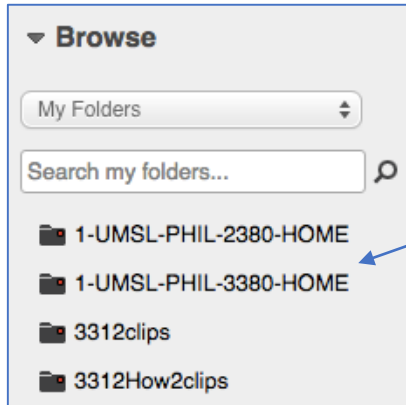 Browse
My Folders
Search my folders...
1-UMSL-PHIL-2380-HOME
1-UMSL-PHIL-3380-HOME
3312clips
3312How2clips